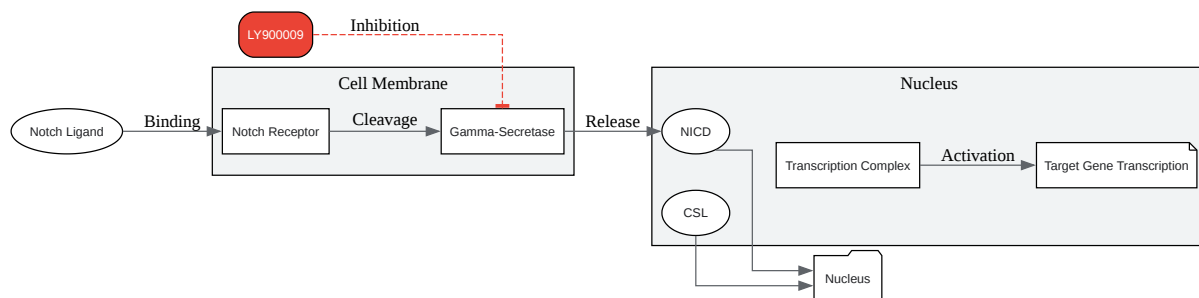 LY900009
Inhibition
Cell Membrane
Nucleus
Notch Ligand
Binding
Notch Receptor
Cleavage
Gamma-Secretase
Release
NICD
Transcription Complex
Activation
Target Gene Transcription
CSL
Nucleus